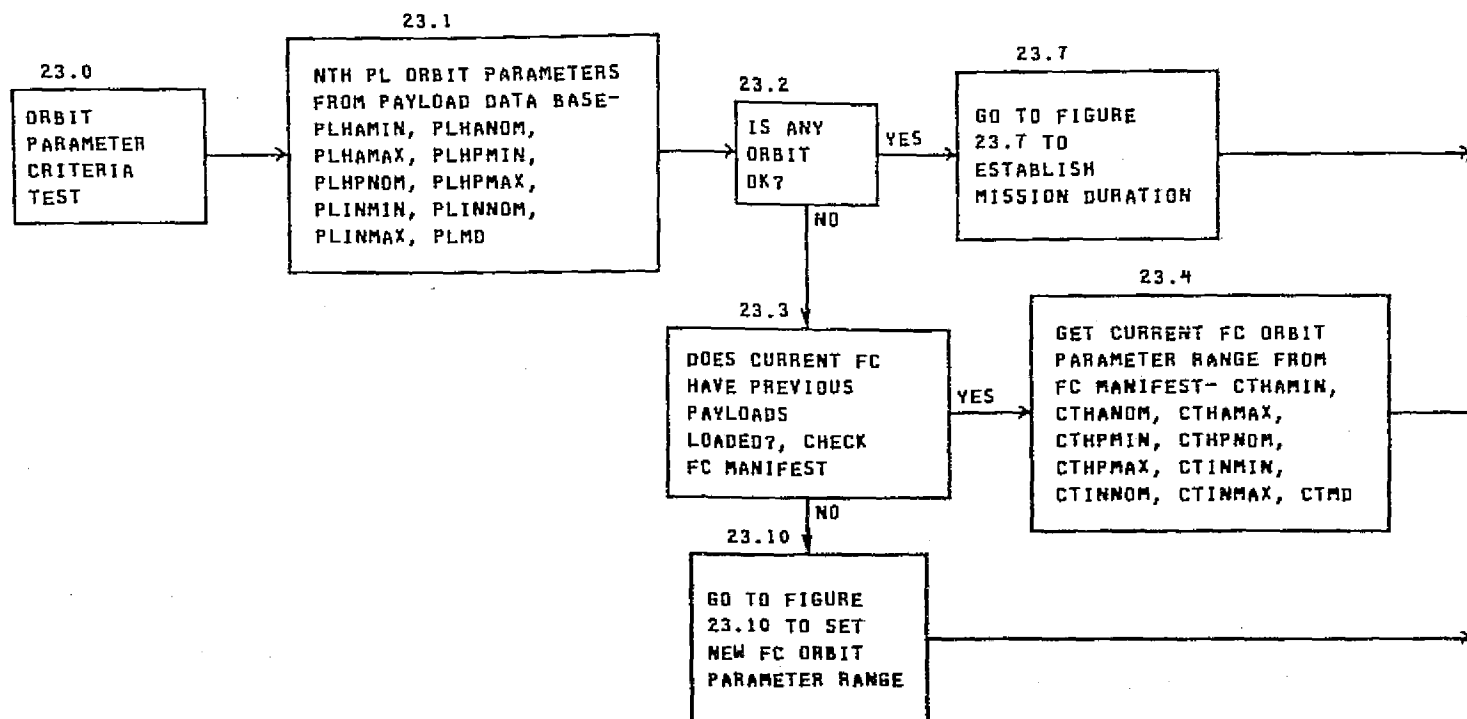 23.0
ORBIT
PARAMETER
CRITERIA
TEST
23.1
NTH PL ORBIT PARAMETERS
FROM PAYLOAD DATA BASE-
PLHAMIN, PLHANOM,
PLHAMAX, PLHPMIN,
PLHPNOM, PLHPMAX,
PLINMIN, PLINNOM,
PLINMAX, PLMD
23.2
IS ANY
ORBIT
OK?
YES
NO
23.7
GO TO FIGURE
23.7 TO
ESTABLISH
MISSION DURATION
23.3
DOES CURRENT FC
HAVE PREVIOUS
PAYLOADS
LOADED?, CHECK
FC MANIFEST
YES
NO
23.4
GET CURRENT FC ORBIT
PARAMETER RANGE FROM
FC MANIFEST- CTHAMIN,
CTHANOM, CTHAMAX,
CTHPMIN, CTHPNOM,
CTHPMAX, CTINMIN,
CTINNOM, CTINMAX, CTMD
23.10
GO TO FIGURE
23.10 TO SET
NEW FC ORBIT
PARAMETER RANGE